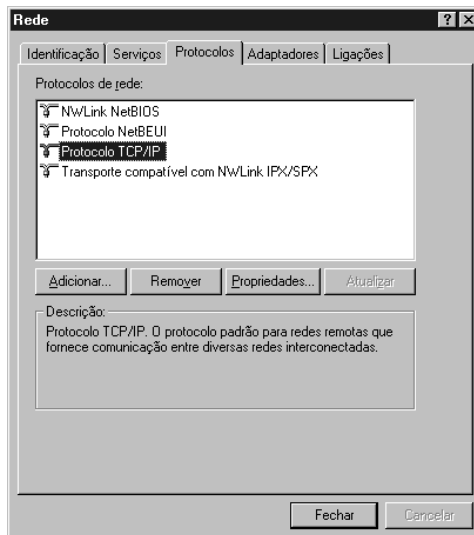 Rede
Identificação Serviços Protocolos Adaptadores Ligações
Protocolos de rede:
NWLink NetBIOS
Protocolo NetBEUI
Protocolo TCP/IP
Transporte compatível com NWLink IPX/SPX
Adicionar... Remover Propriedades... Atualizar
Descrição:
Protocolo TCP/IP. O protocolo padrão para redes remotas que
fornece comunicação entre diversas redes interconectadas.
Fechar Cancelar